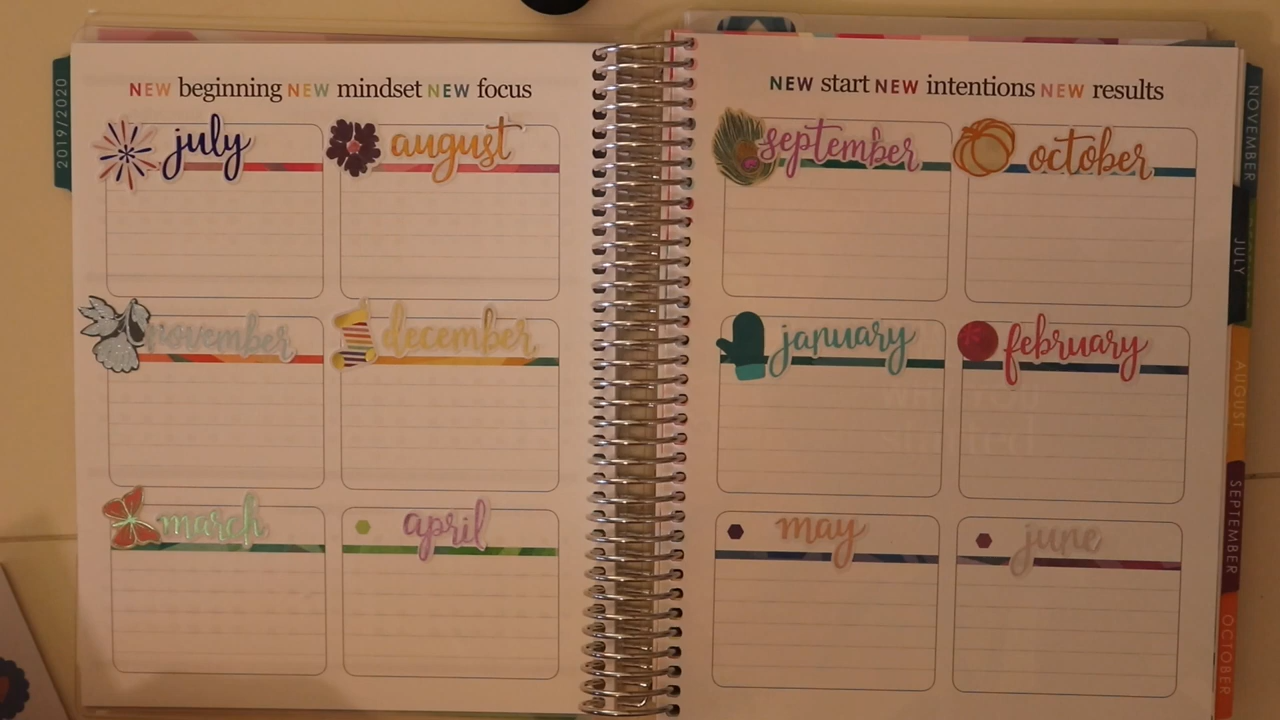 NEW beginning NEW mindset NEW focus
july
august
november
december
march
april
2019/2020
NEW start NEW intentions NEW results
september
october
january
february
may
june
NOVEMBER
JULY
AUGUST
SEPTEMBER
OCTOBER